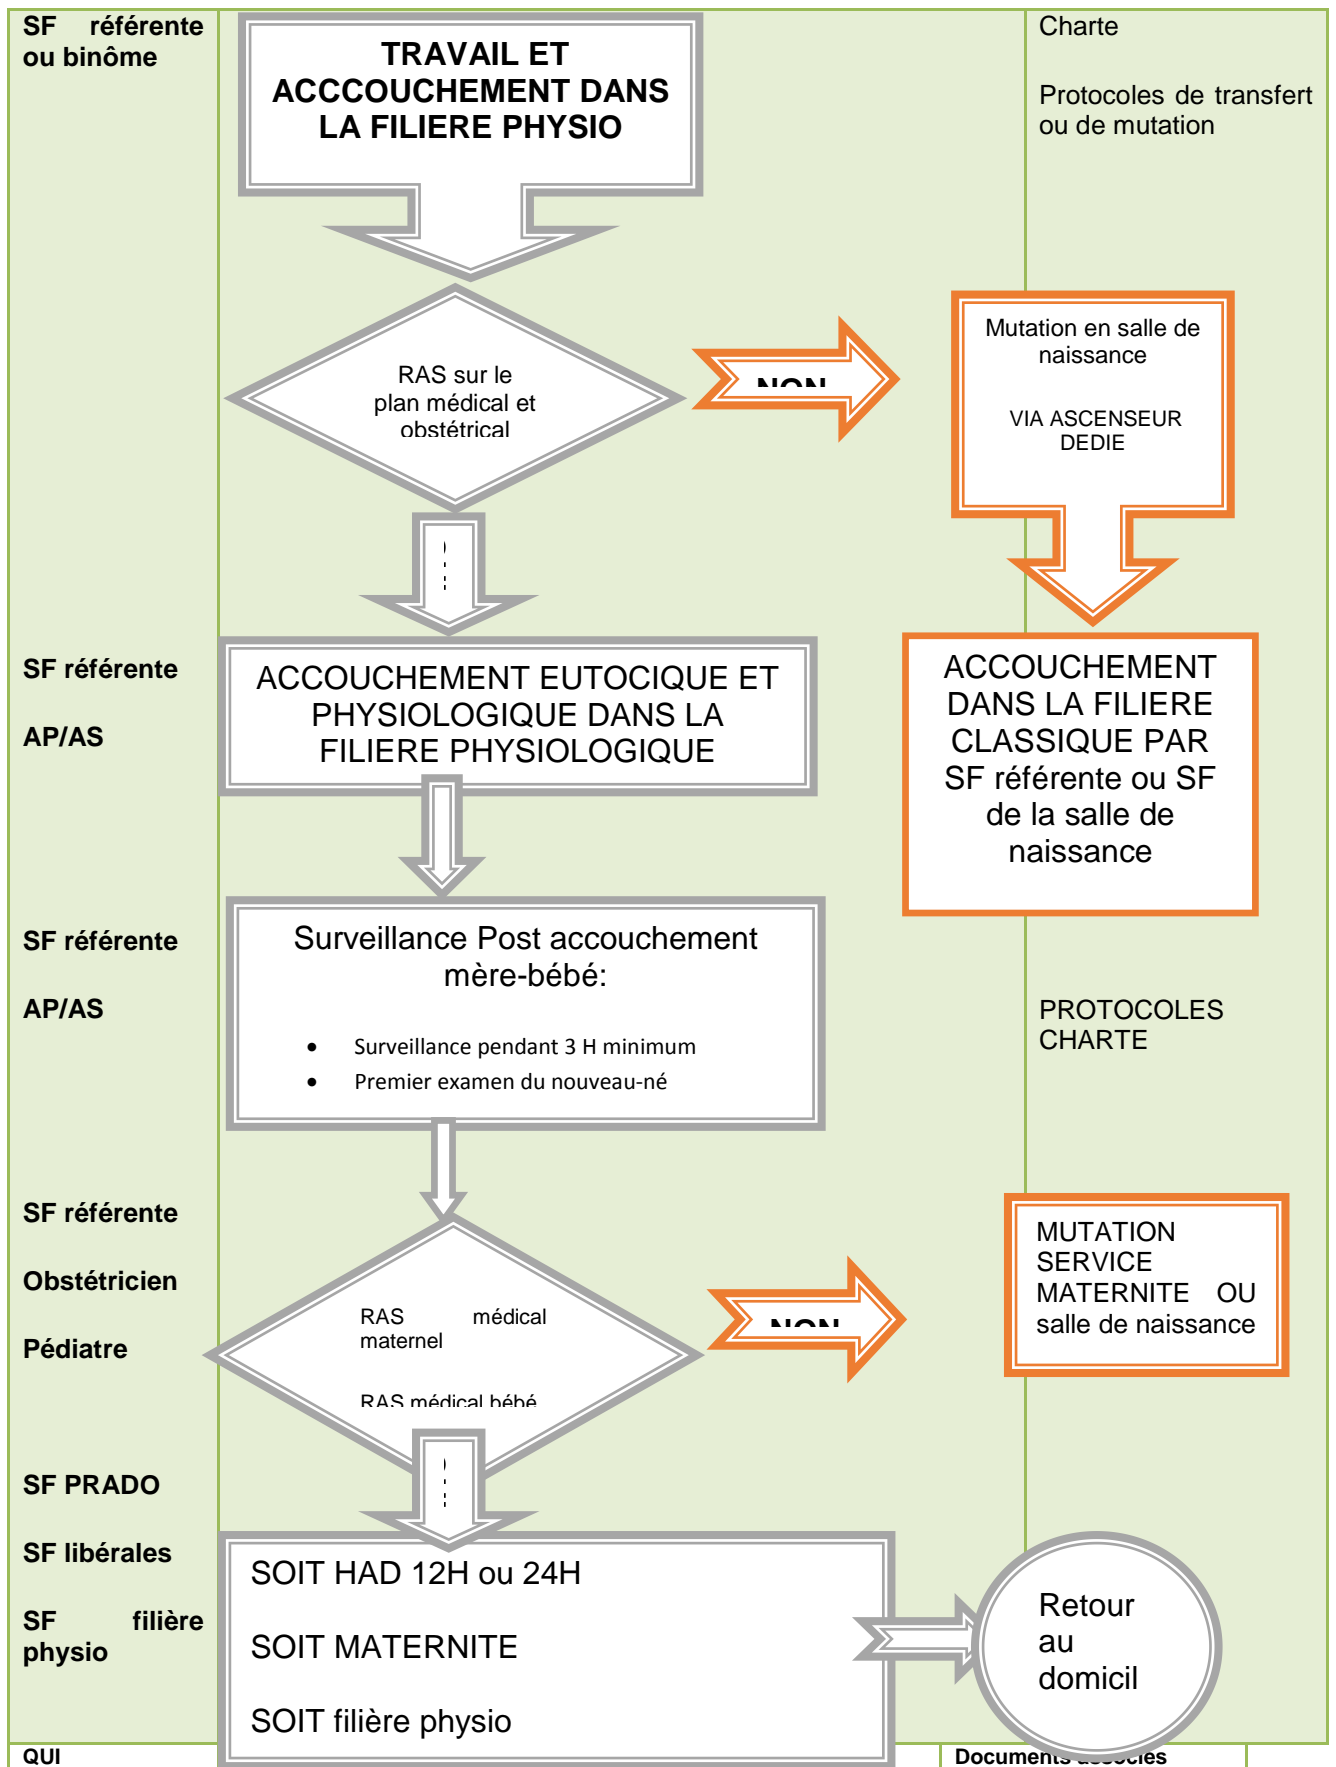 SF référente
ou binôme
TRAVAIL ET
ACCCOUCHEMENT DANS
LA FILIERE PHYSIO
Charte
Protocoles de transfert
ou de mutation
RAS sur le
plan médical et
obstétrical
NON
Mutation en salle de
naissance
VIA ASCENSEUR
DEDIE
SF référente
AP/AS
ACCOUCHEMENT EUTOCIQUE ET
PHYSIOLOGIQUE DANS LA
FILIERE PHYSIOLOGIQUE
ACCOUCHEMENT
DANS LA FILIERE
CLASSIQUE PAR
SF référente ou SF
de la salle de
naissance
SF référente
AP/AS
Surveillance Post accouchement
mère-bébé:
• Surveillance pendant 3 H minimum
• Premier examen du nouveau-né
PROTOCOLES
CHARTE
SF référente
Obstétricien
Pédiatre
RAS médical
maternel
RAS médical bébé
NON
MUTATION
SERVICE
MATERNITE OU
salle de naissance
SF PRADO
SF libérales
SF filière
physio
SOIT HAD 12H ou 24H
SOIT MATERNITE
SOIT filière physio
Retour
au
domicil
QUI
Documents associés